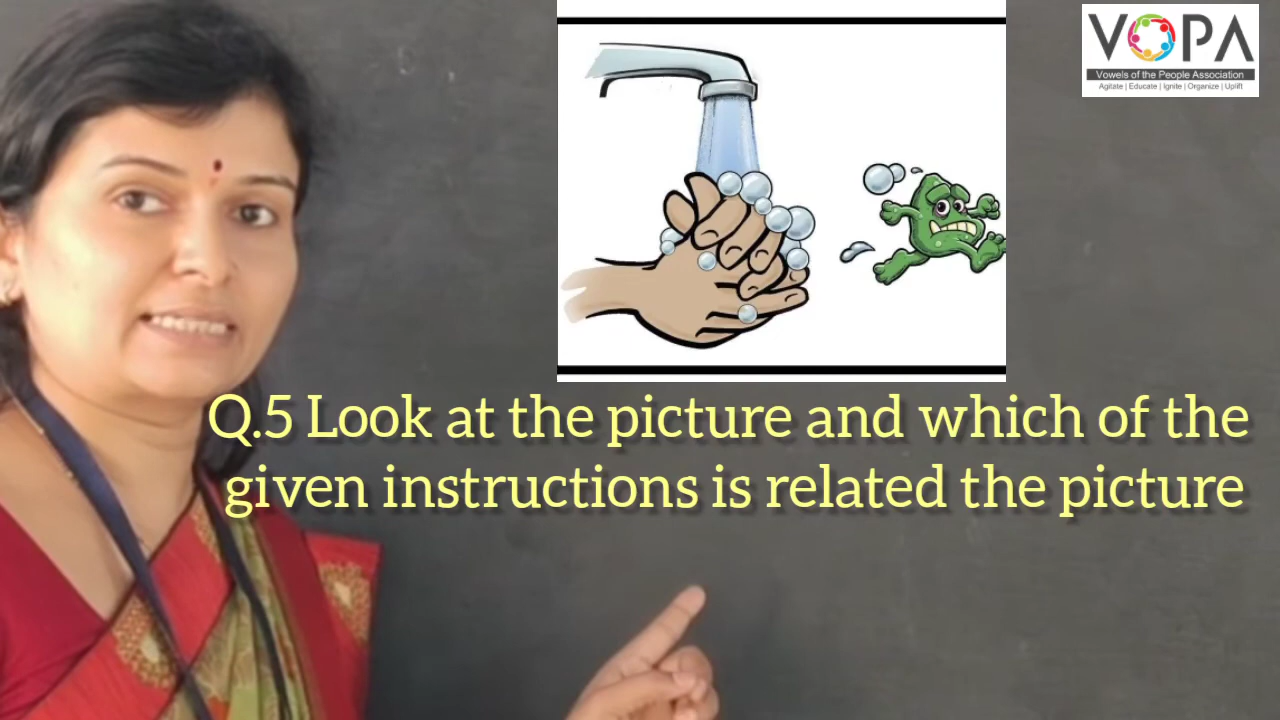 VOPA
Vowels of the People Association
Agitate | Educate | Ignite | Organize | Uplift
Q.5 Look at the picture and which of the
given instructions is related the picture